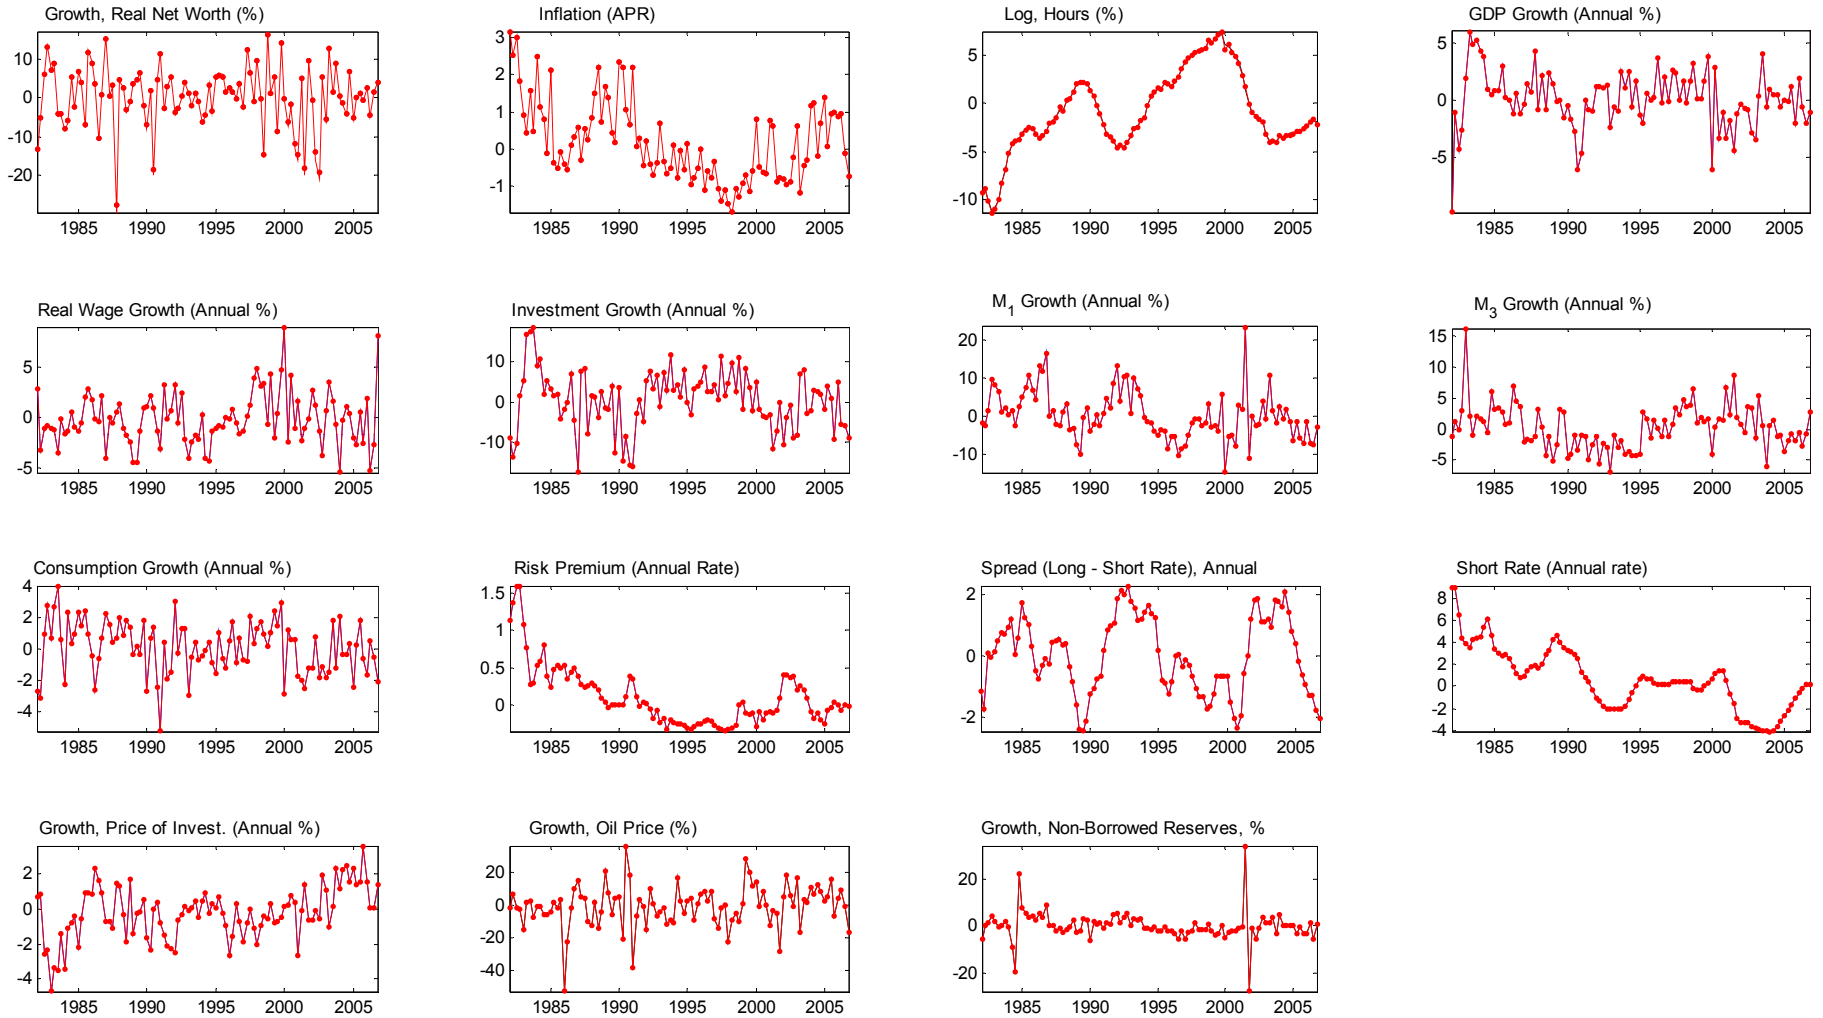 Growth, Real Net Worth (%)
10
0
-10
-20
1985 1990 1995 2000 2005
Inflation (APR)
3
2
1
0
-1
1985 1990 1995 2000 2005
Log, Hours (%)
5
0
-5
-10
1985 1990 1995 2000 2005
GDP Growth (Annual %)
5
0
-5
1985 1990 1995 2000 2005
Real Wage Growth (Annual %)
5
0
-5
1985 1990 1995 2000 2005
Investment Growth (Annual %)
10
0
-10
1985 1990 1995 2000 2005
M1 Growth (Annual %)
20
10
0
-10
1985 1990 1995 2000 2005
M3 Growth (Annual %)
15
10
5
0
-5
1985 1990 1995 2000 2005
Consumption Growth (Annual %)
4
2
0
-2
-4
1985 1990 1995 2000 2005
Risk Premium (Annual Rate)
1.5
1
0.5
0
1985 1990 1995 2000 2005
Spread (Long - Short Rate), Annual
2
0
-2
1985 1990 1995 2000 2005
Short Rate (Annual rate)
8
6
4
2
0
-2
-4
1985 1990 1995 2000 2005
Growth, Price of Invest. (Annual %)
2
0
-2
-4
1985 1990 1995 2000 2005
Growth, Oil Price (%)
20
0
-20
-40
1985 1990 1995 2000 2005
Growth, Non-Borrowed Reserves, %
20
0
-20
1985 1990 1995 2000 2005